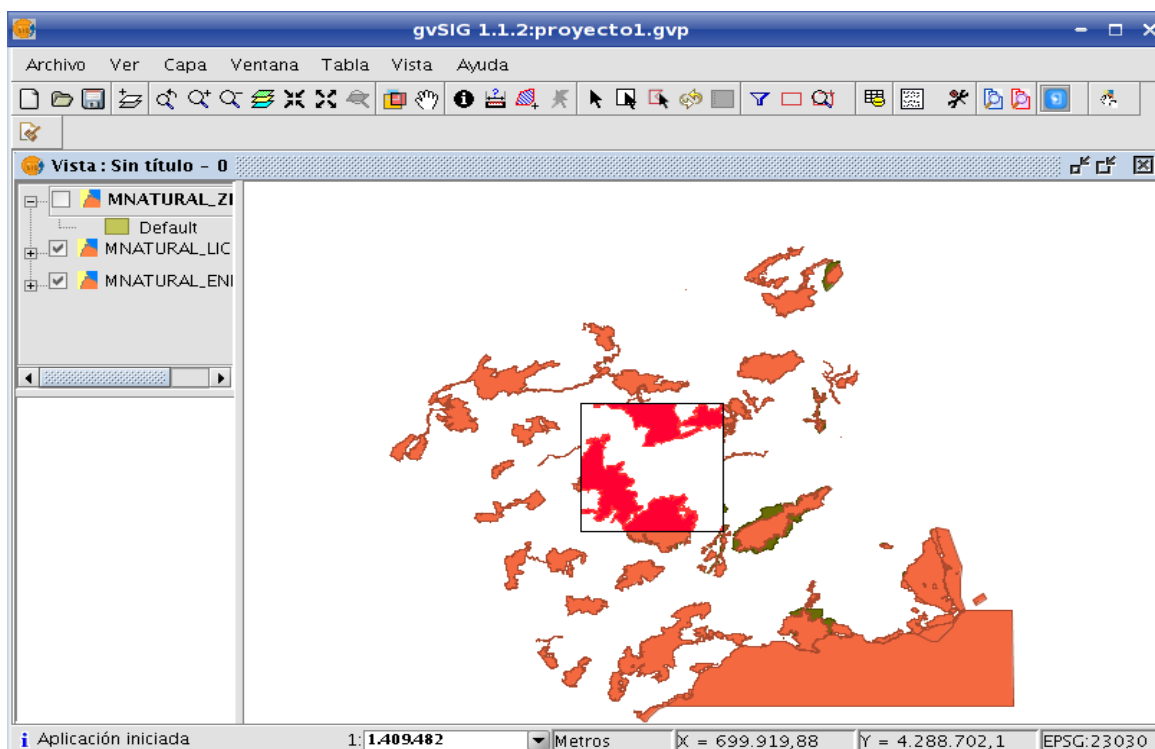 gvSIG 1.1.2:proyecto1.gvp
Archivo Ver Capa Ventana Tabla Vista Ayuda
Vista : Sin título - 0
MNATURAL_ZI
Default
MNATURAL_LIC
MNATURAL_ENI
Aplicación iniciada 1: 1.409.482 Metros X = 699.919,88 Y = 4.288.702,1 EPSG:23030